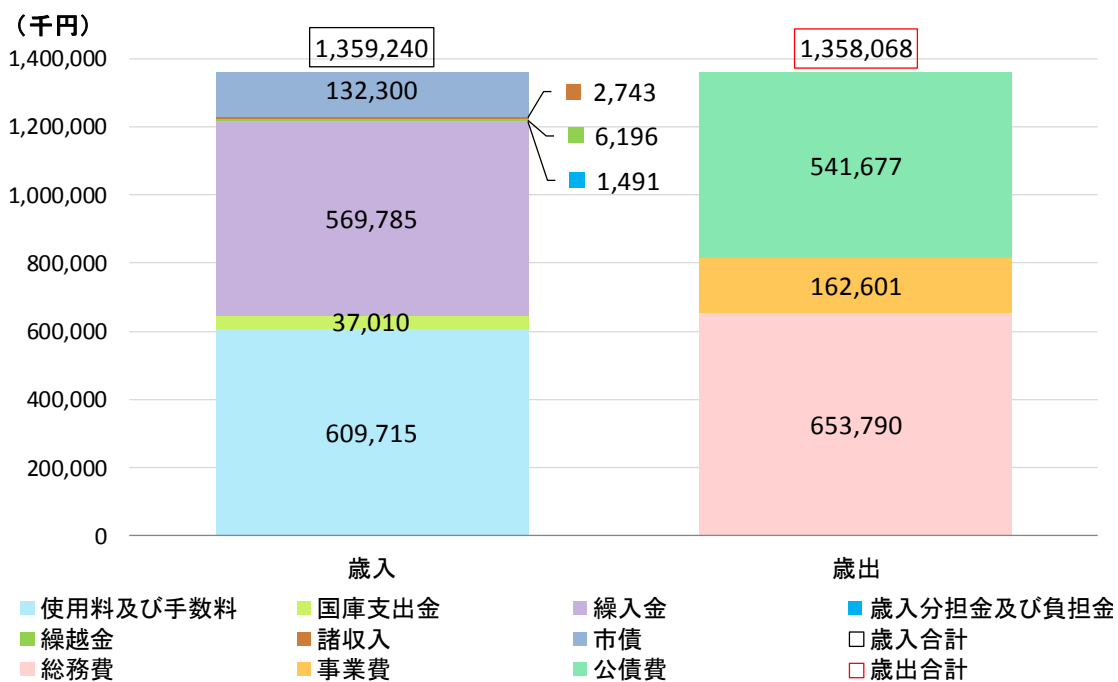 （千円）
1,359,240
1,358,068
1,400,000
132,300
2,743
1,200,000
6,196
541,677
1,491
1,000,000
569,785
800,000
162,601
37,010
600,000
400,000
609,715
653,790
200,000
0
歳入
歳出
使用料及び手数料
国庫支出金
繰入金
歳入分担金及び負担金
繰越金
諸収入
市債
歳入合計
総務費
事業費
公債費
歳出合計